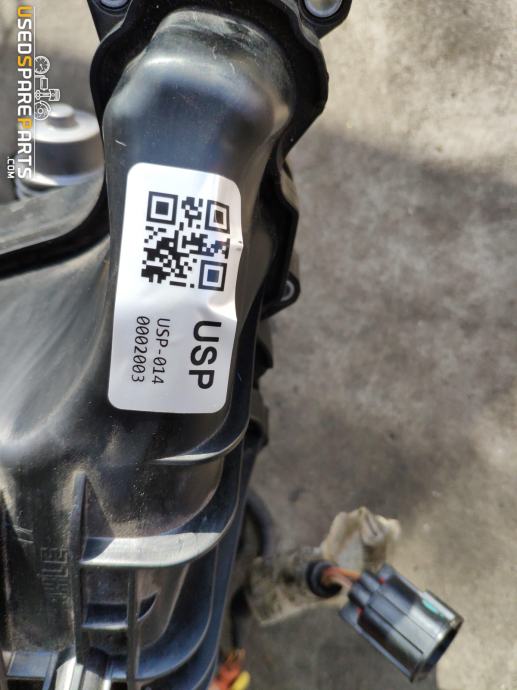 USEDSPAREPARTS
.COM
USP
USP-014
0002003